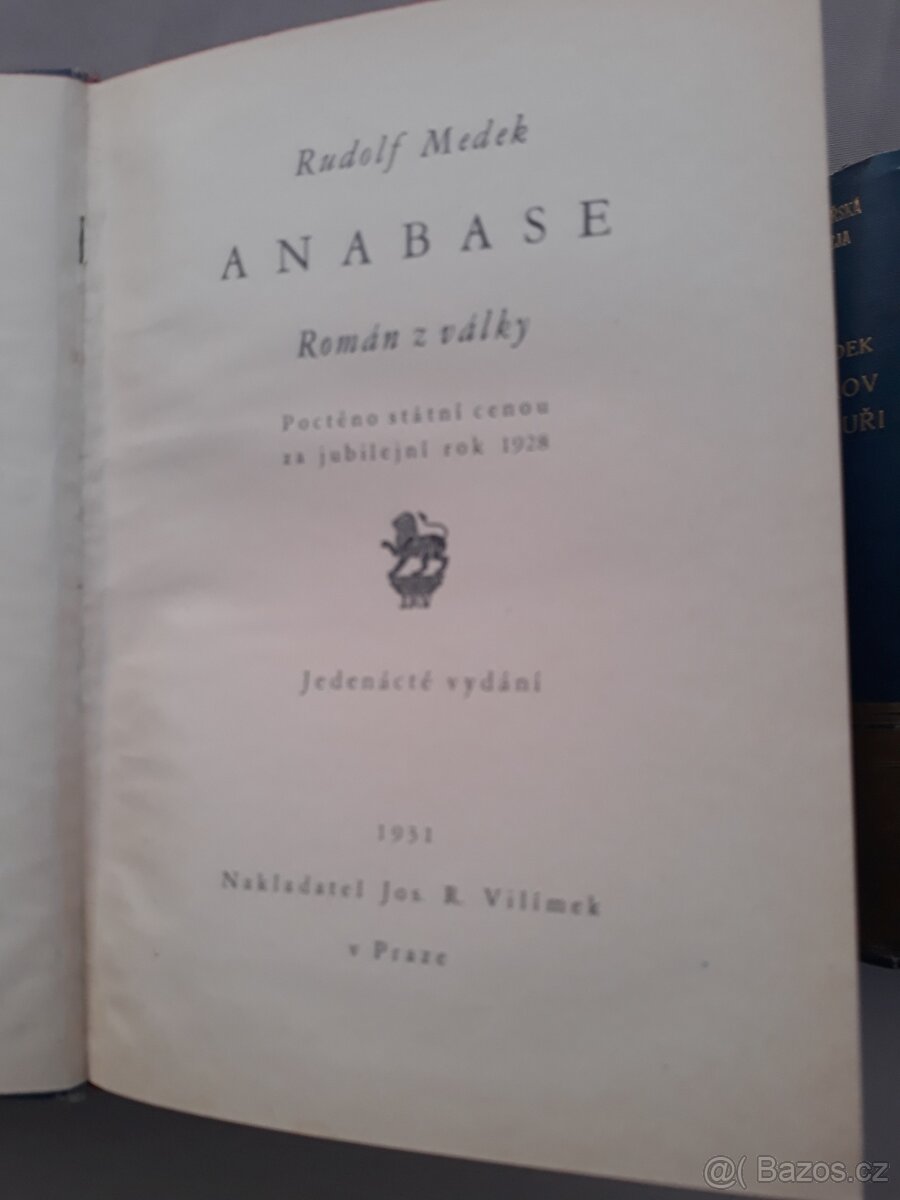 Rudolf Medek
ANABASE
Román z války
Poctěno státní cenou
za jubilejní rok 1928
Jedenácté vydání
1931
Nakladatel Jos. R. Vilímek
v Praze
@( Bazos.cz